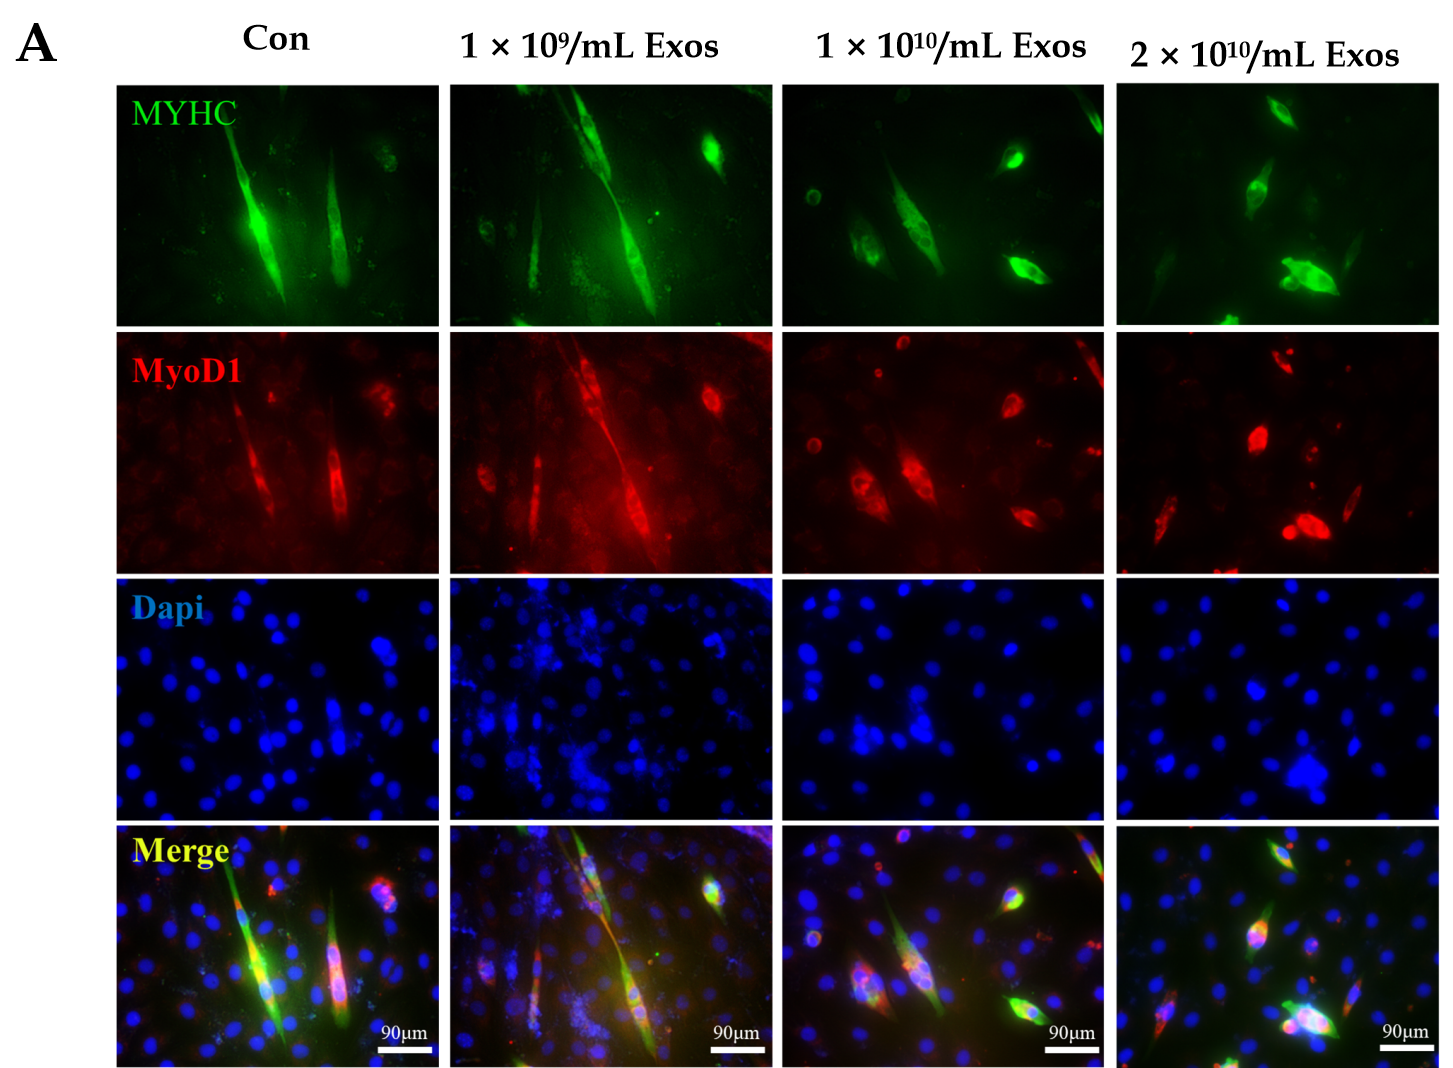 A
Con
1 × 10⁹/mL Exos
1 × 10¹⁰/mL Exos
2 × 10¹⁰/mL Exos
MYHC
MyoD1
Dapi
Merge
90μm
90μm
90μm
90μm